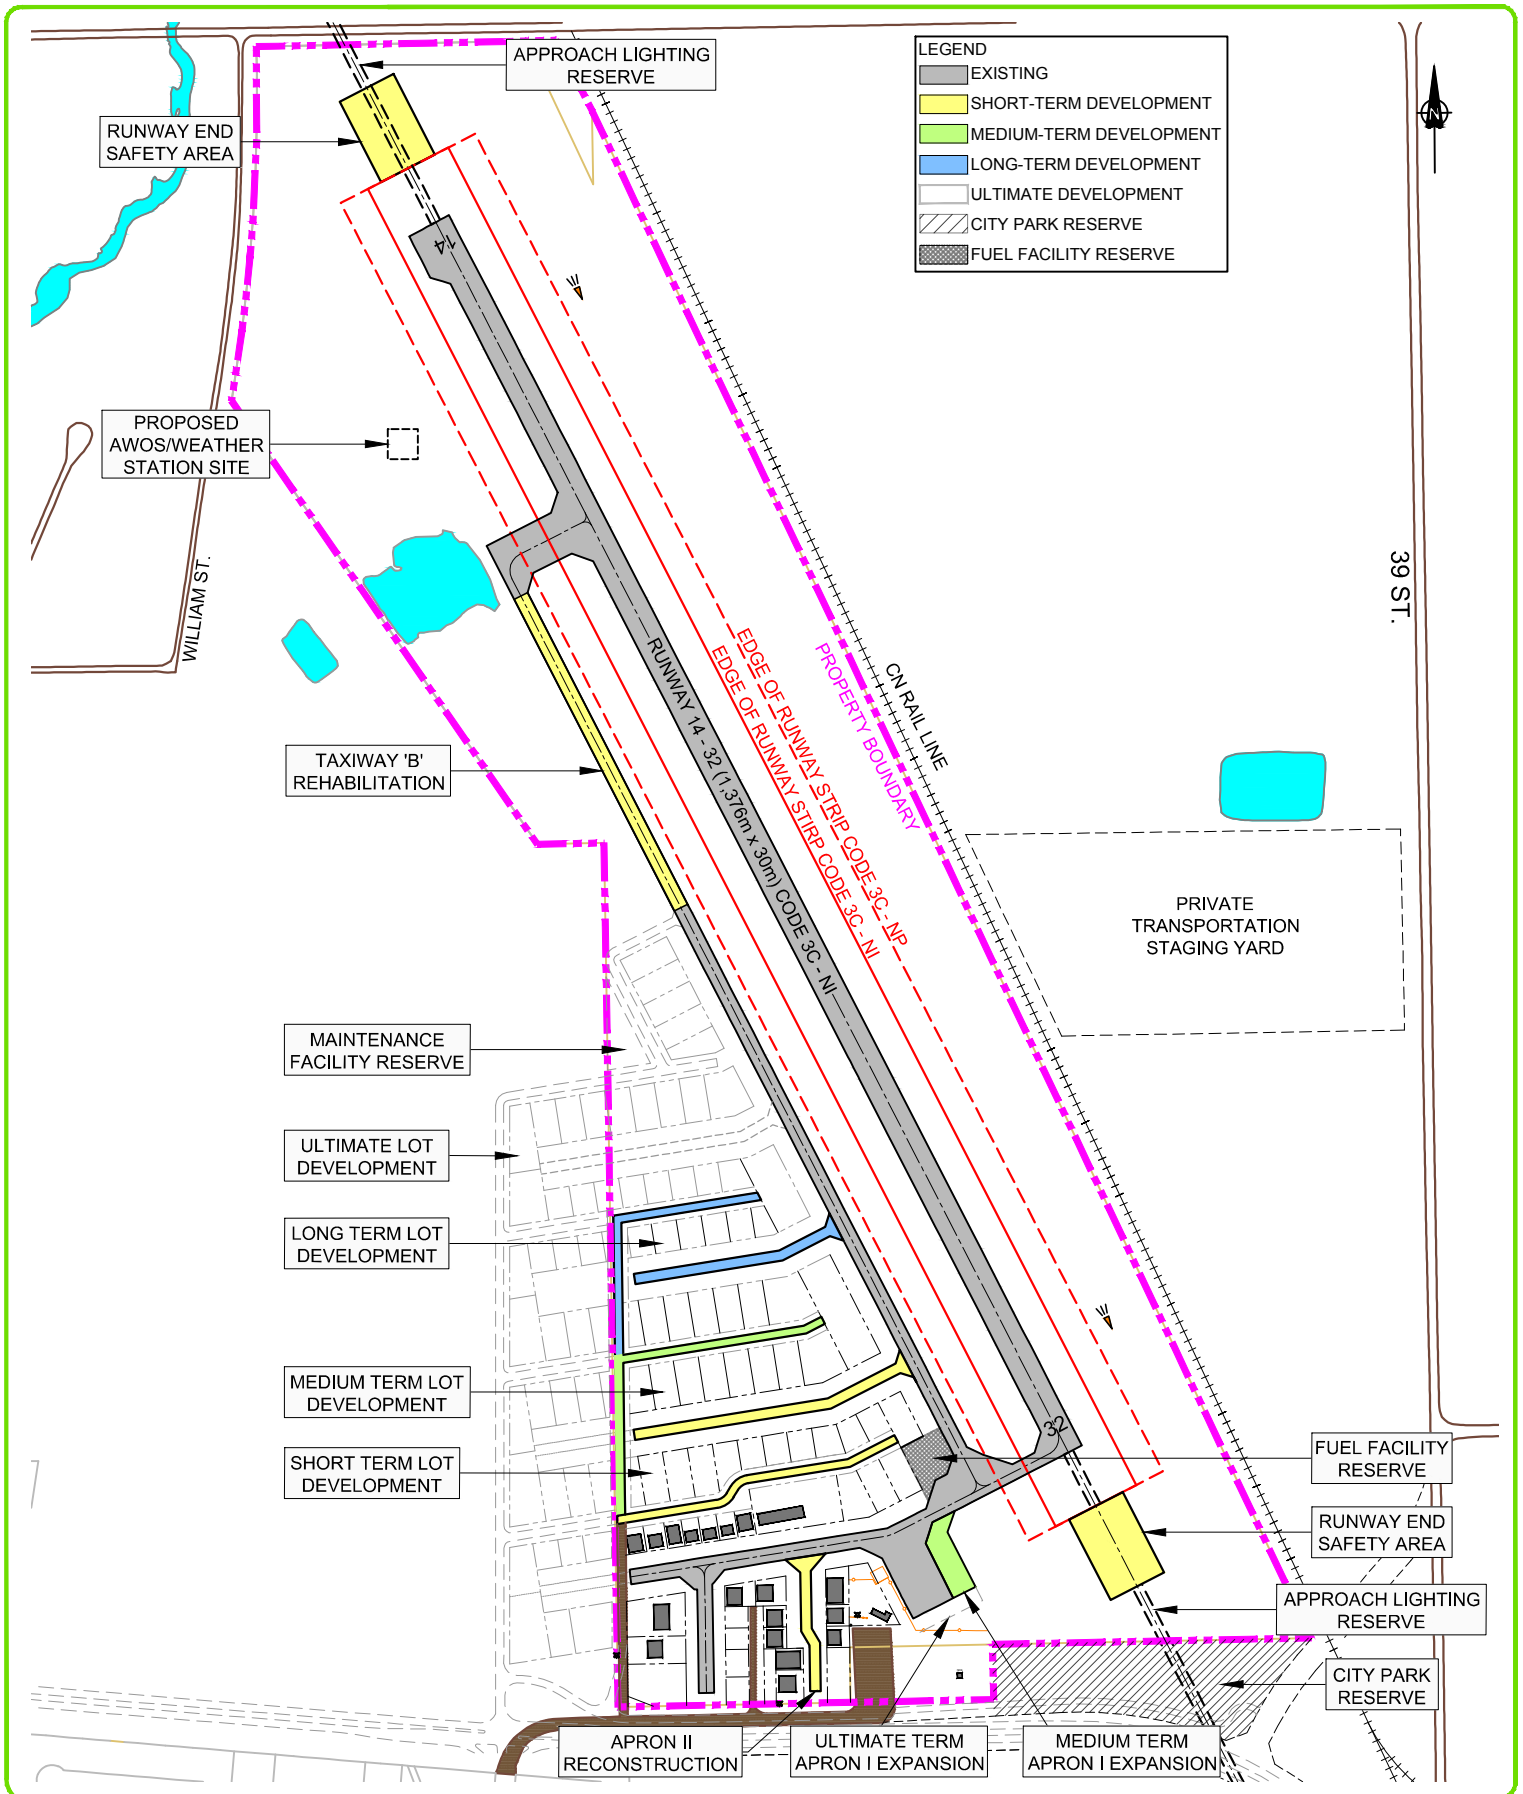 APPROACH LIGHTING
RESERVE
LEGEND
EXISTING
SHORT-TERM DEVELOPMENT
MEDIUM-TERM DEVELOPMENT
LONG-TERM DEVELOPMENT
ULTIMATE DEVELOPMENT
CITY PARK RESERVE
FUEL FACILITY RESERVE
N
RUNWAY END
SAFETY AREA
14
PROPOSED
AWOS/WEATHER
STATION SITE
WILLIAM ST.
39 ST.
RUNWAY 14 - 32 (1,376m x 30m) CODE 3C - NI
EDGE OF RUNWAY STIRP CODE 3C - NI
EDGE OF RUNWAY STRIP CODE 3C - NP
PROPERTY BOUNDARY
CN RAIL LINE
TAXIWAY 'B'
REHABILITATION
PRIVATE
TRANSPORTATION
STAGING YARD
MAINTENANCE
FACILITY RESERVE
ULTIMATE LOT
DEVELOPMENT
LONG TERM LOT
DEVELOPMENT
MEDIUM TERM LOT
DEVELOPMENT
SHORT TERM LOT
DEVELOPMENT
32
FUEL FACILITY
RESERVE
RUNWAY END
SAFETY AREA
APPROACH LIGHTING
RESERVE
CITY PARK
RESERVE
APRON II
RECONSTRUCTION
ULTIMATE TERM
APRON I EXPANSION
MEDIUM TERM
APRON I EXPANSION